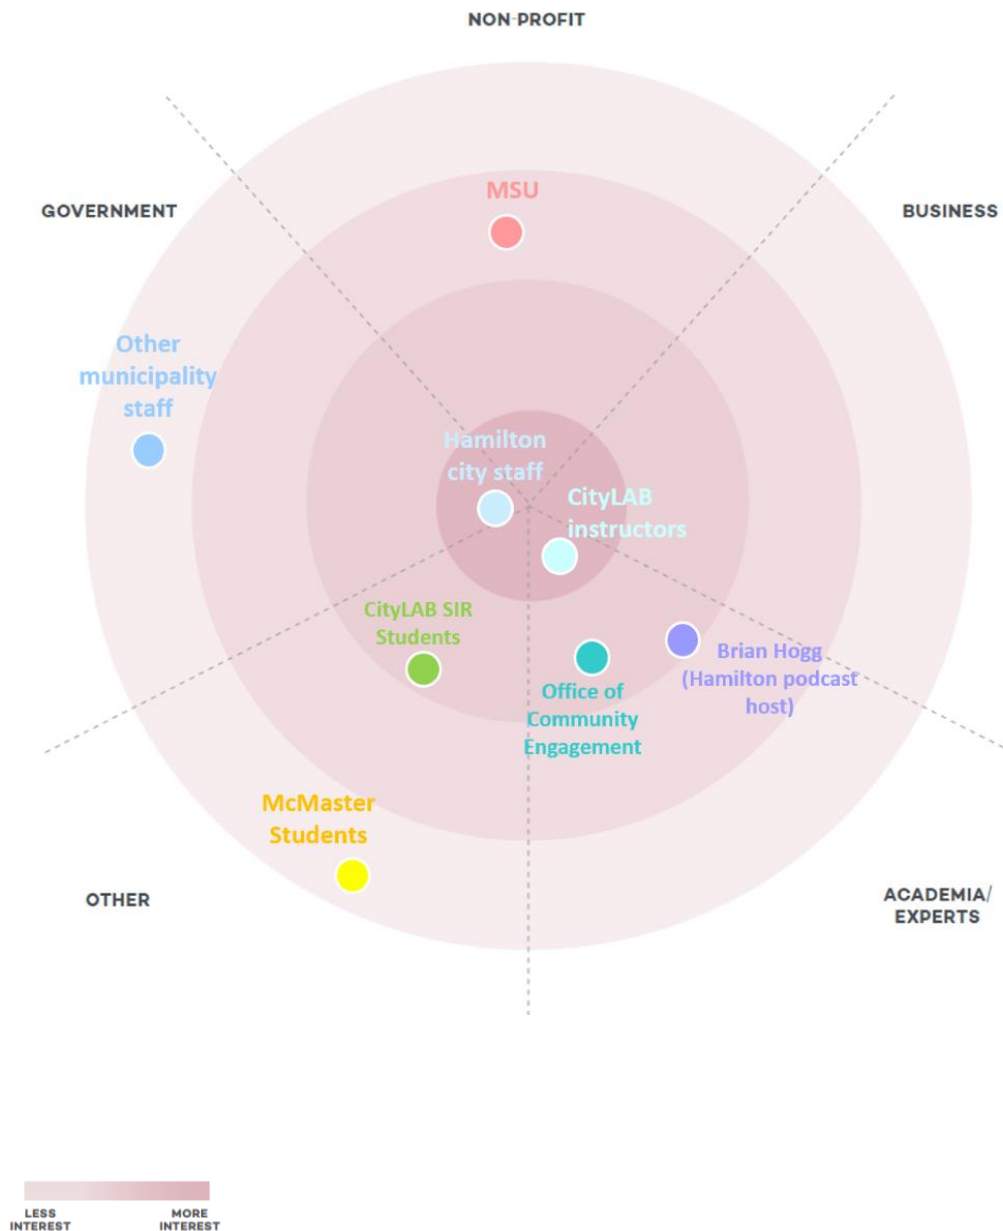 NON-PROFIT
MSU
GOVERNMENT
BUSINESS
Other
municipality
staff
Hamilton
city staff
CityLAB
instructors
CityLAB SIR
Students
Brian Hogg
(Hamilton podcast
host)
Office of
Community
Engagement
McMaster
Students
OTHER
ACADEMIA/
EXPERTS
LESS
INTEREST
MORE
INTEREST